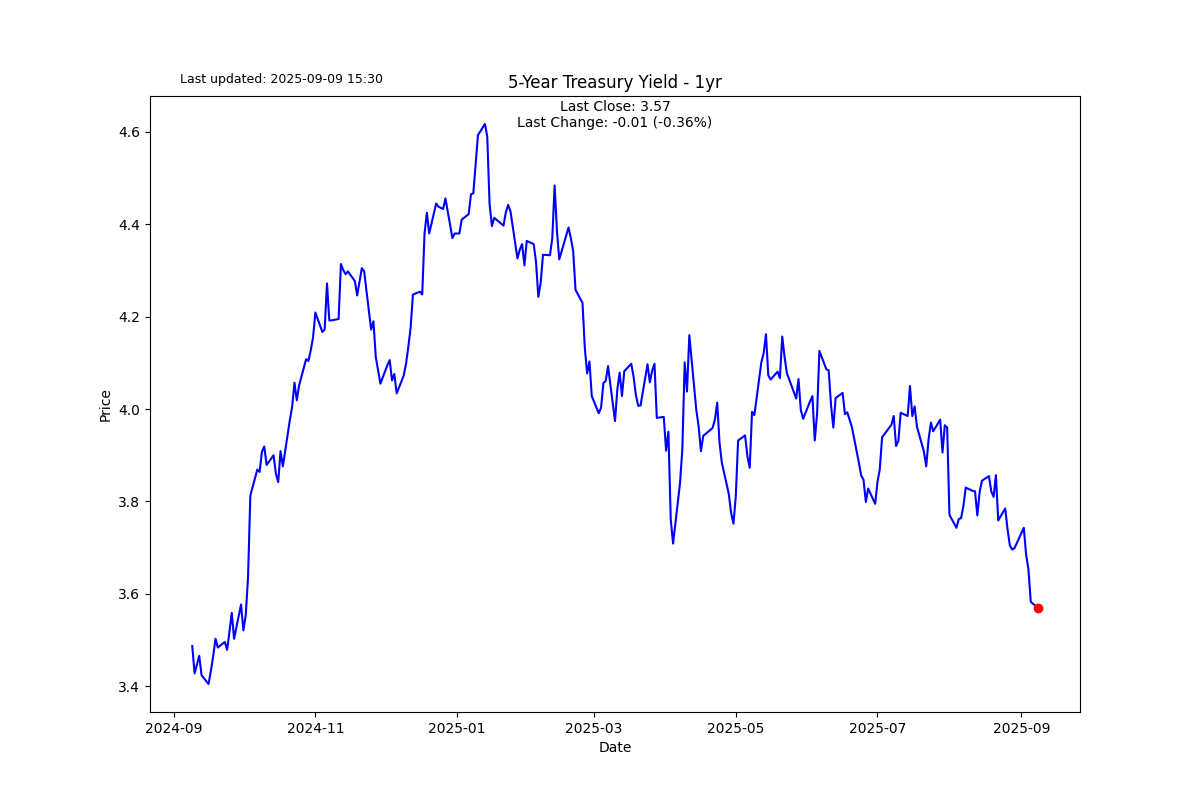 Last updated: 2025-09-09 15:30
5-Year Treasury Yield - 1yr
Last Close: 3.57
Last Change: -0.01 (-0.36%)
4.6
4.4
4.2
4.0
3.8
3.6
3.4
Price
2024-09
2024-11
2025-01
2025-03
2025-05
2025-07
2025-09
Date